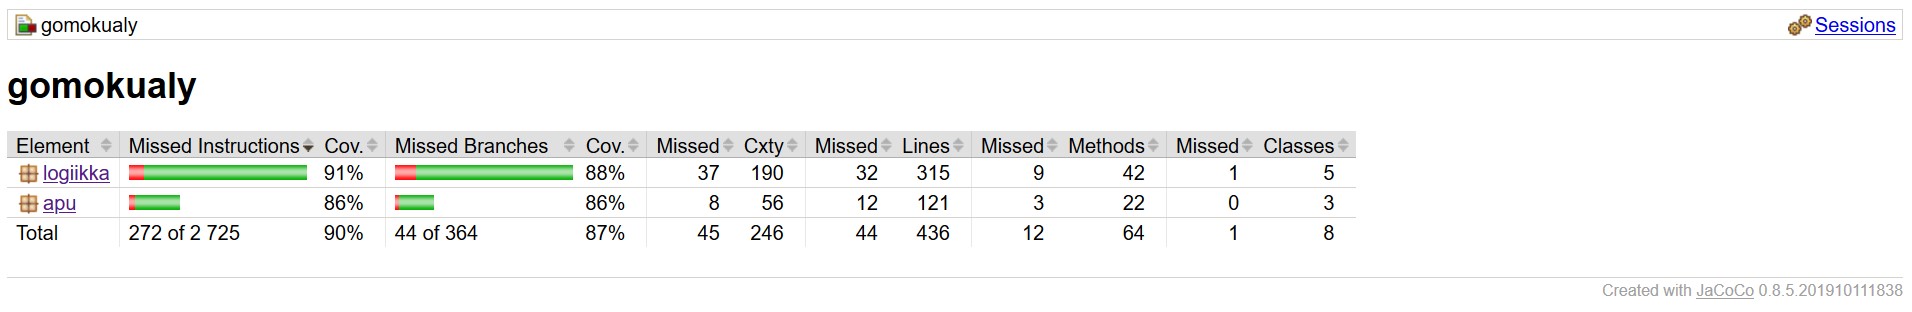 gomokualy Sessions
gomokualy
Element Missed Instructions Cov. Missed Branches Cov. Missed Cxty Missed Lines Missed Methods Missed Classes
logiikka 91% 88% 37 190 32 315 9 42 1 5
apu 86% 86% 8 56 12 121 3 22 0 3
Total 272 of 2 725 90% 44 of 364 87% 45 246 44 436 12 64 1 8
Created with JaCoCo 0.8.5.201910111838